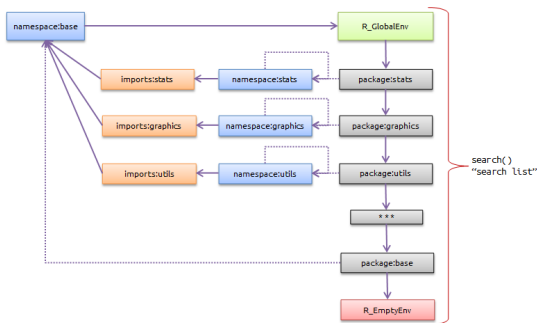 namespace:base
R_GlobalEnv
imports:stats
namespace:stats
package:stats
imports:graphics
namespace:graphics
package:graphics
search()
“search list”
imports:utils
namespace:utils
package:utils
***
package:base
R_EmptyEnv